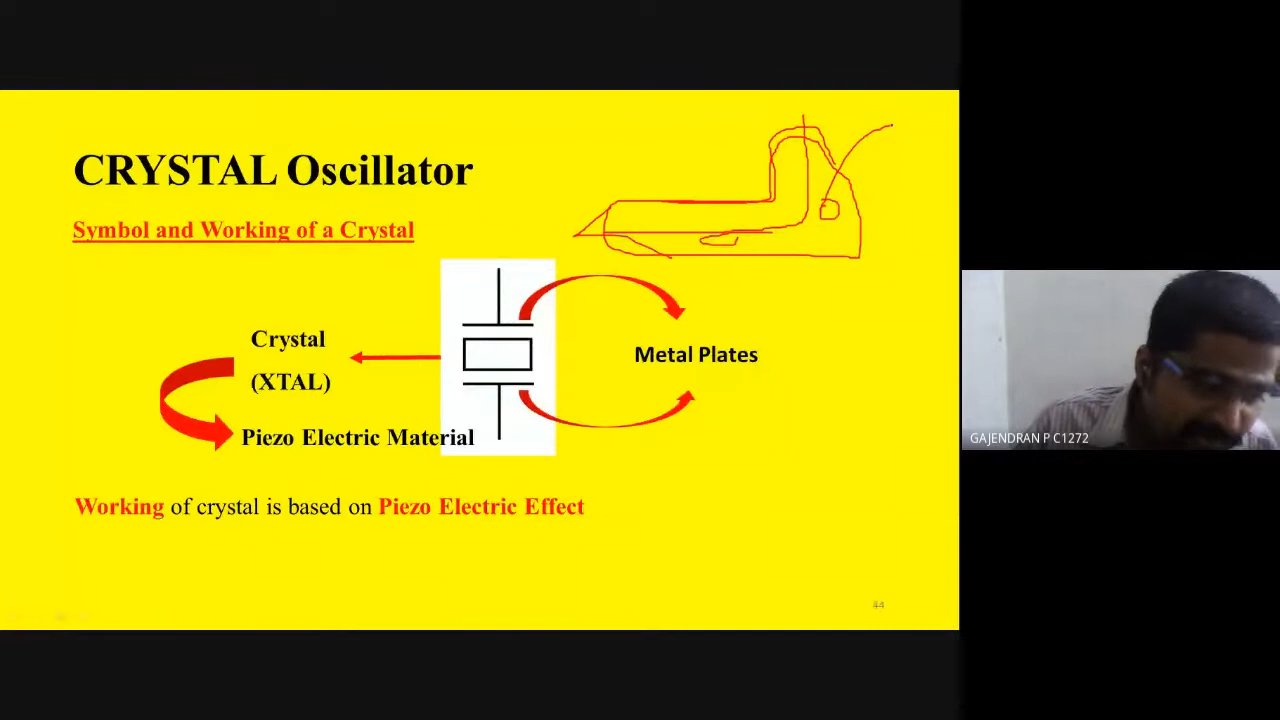 CRYSTAL Oscillator
Symbol and Working of a Crystal
Crystal
(XTAL)
Metal Plates
Piezo Electric Material
Working of crystal is based on Piezo Electric Effect
44
GAJENDRAN P C1272